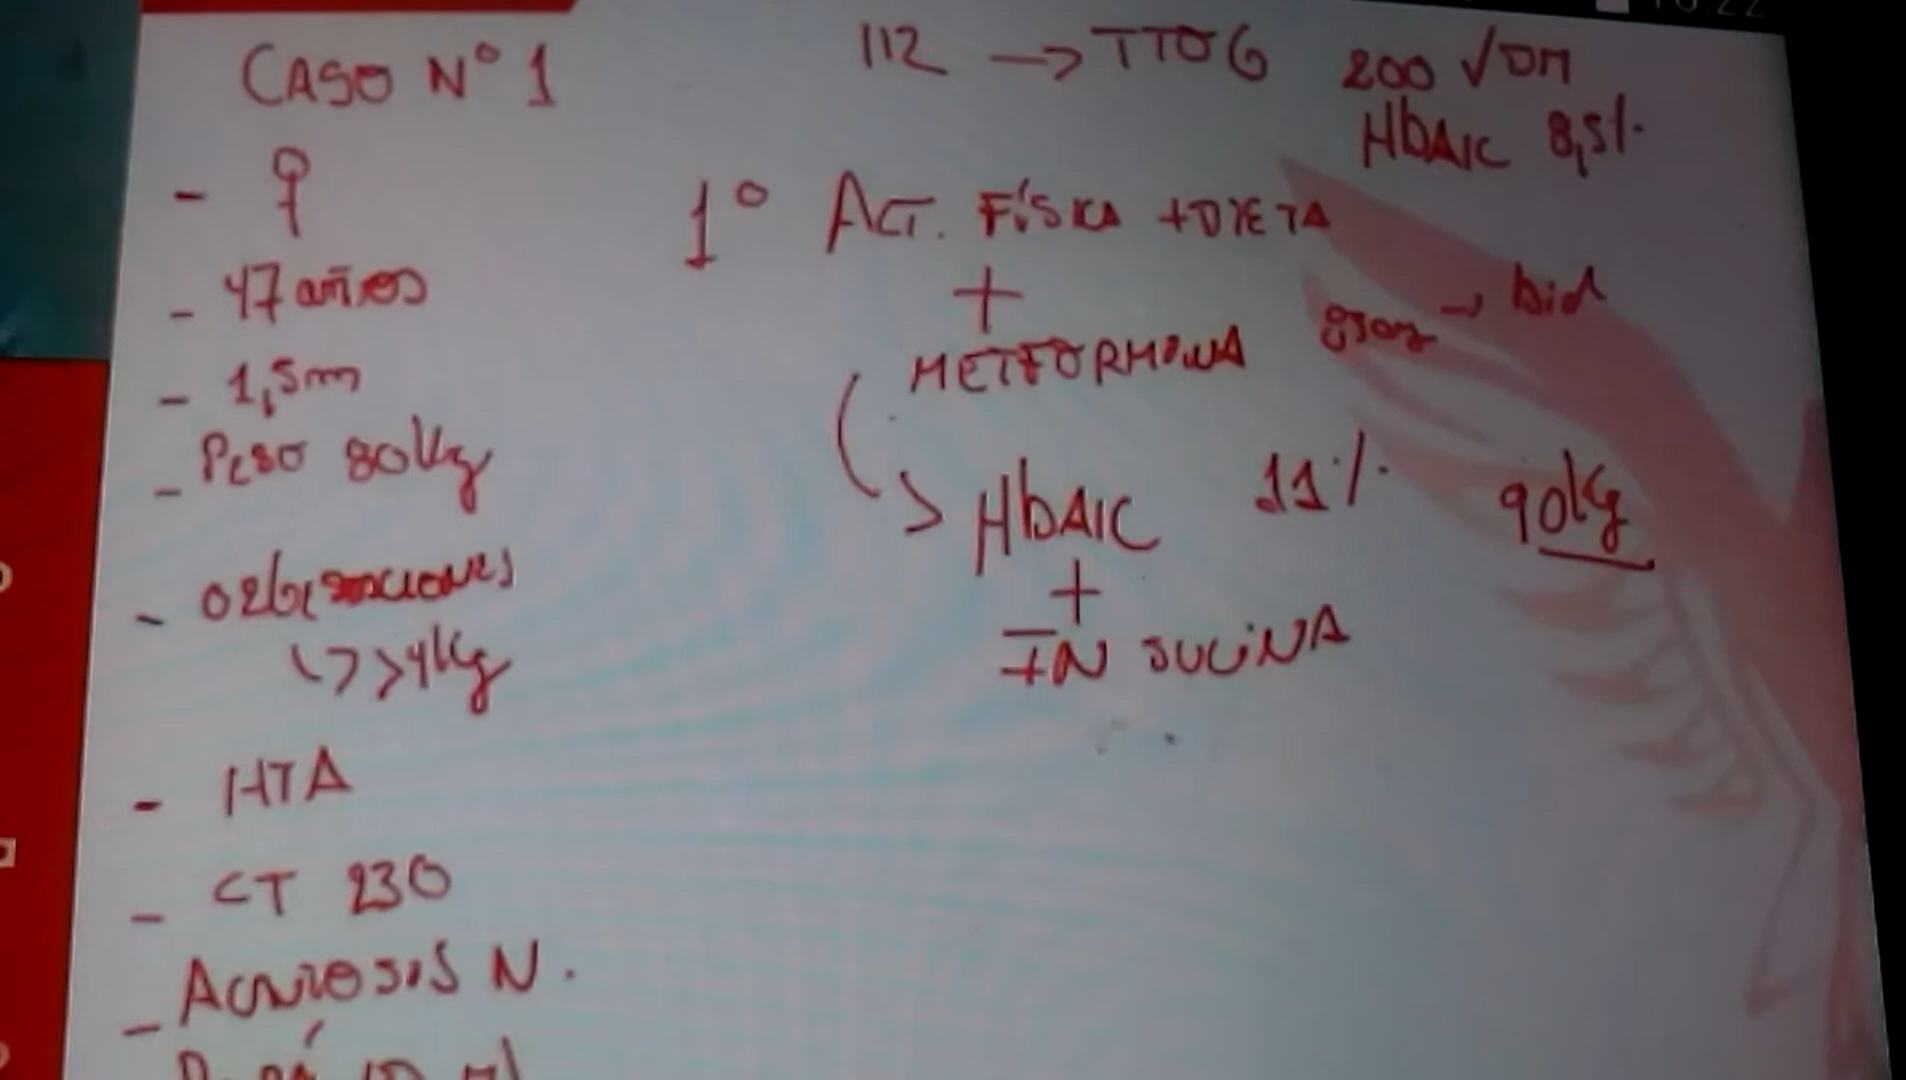 CASO N° 1
- ♀
- 47 años
- 1,5m
- Peso 80Kg
- 
↳ >4Kg
- HTA
- CT 230
- Acantosis N.
112 → TTOG 200 √ DM
HbA1C 8,5%
1° ACT. FÍSICA + DIETA
+
METFORMINA 850mg → bid
↳ HbA1C 11% 90Kg
+
INSULINA